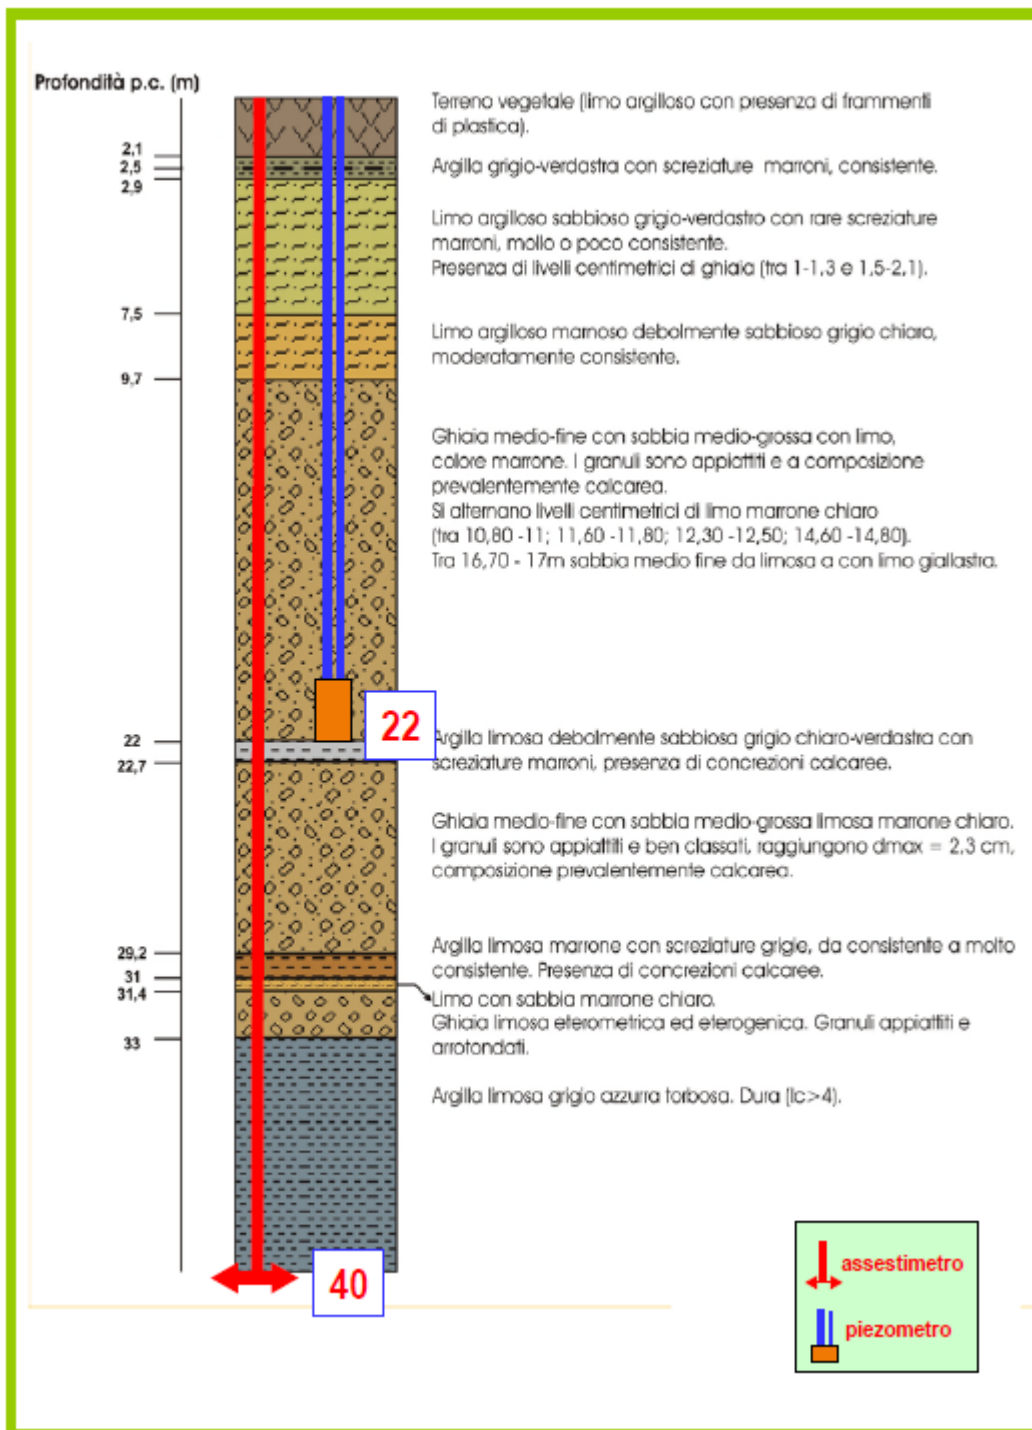 Profondità p.c. (m)
Terreno vegetale (limo argilloso con presenza di frammenti
di plastica).
2,1
2,5
Argilla grigio-verdastra con screziature marroni, consistente.
2,9
Limo argilloso sabbioso grigio-verdastro con rare screziature
marroni, mollo o poco consistente.
Presenza di livelli centimetrici di ghiaia (tra 1-1,3 e 1,5-2,1).
7,5
Limo argilloso marnoso debolmente sabbioso grigio chiaro,
moderatamente consistente.
9,7
Ghiaia medio-fine con sabbia medio-grossa con limo,
colore marrone. I granuli sono appiattiti e a composizione
prevalentemente calcarea.
Si alternano livelli centimetrici di limo marrone chiaro
(tra 10,80 -11; 11,60 -11,80; 12,30 -12,50; 14,60 -14,80).
Tra 16,70 - 17m sabbia medio fine da limosa a con limo giallastra.
22
22
Argilla limosa debolmente sabbiosa grigio chiaro-verdastra con
screziature marroni, presenza di concrezioni calcaree.
22,7
Ghiaia medio-fine con sabbia medio-grossa limosa marrone chiaro.
I granuli sono appiattiti e ben classati, raggiungono dmax = 2,3 cm,
composizione prevalentemente calcarea.
29,2
Argilla limosa marrone con screziature grigie, da consistente a molto
consistente. Presenza di concrezioni calcaree.
31
31,4
Limo con sabbia marrone chiaro.
Ghiaia limosa eterometrica ed eterogenica. Granuli appiattiti e
arrotondati.
33
Argilla limosa grigio azzurra torbosa. Dura (Ic>4).
40
assestimetro
piezometro